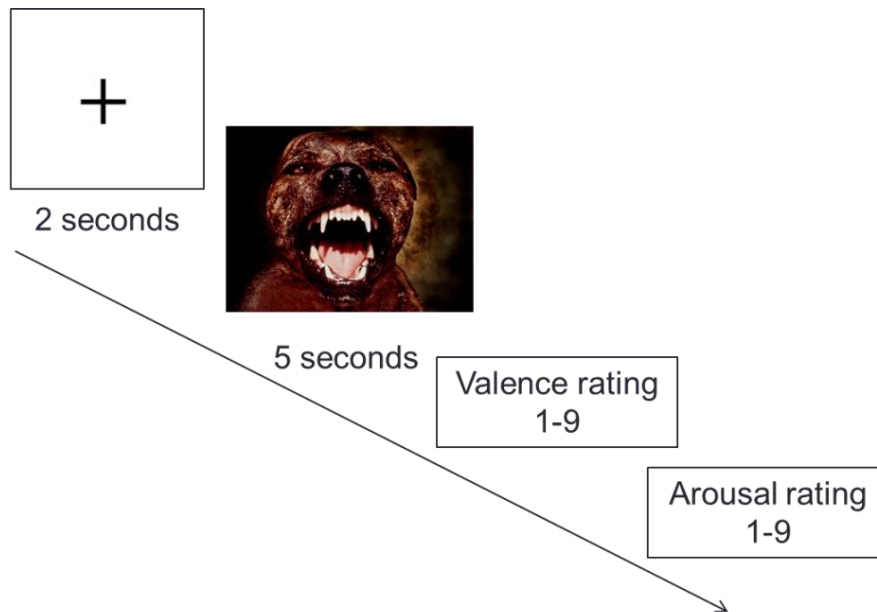 2 seconds
5 seconds
Valence rating
1-9
Arousal rating
1-9